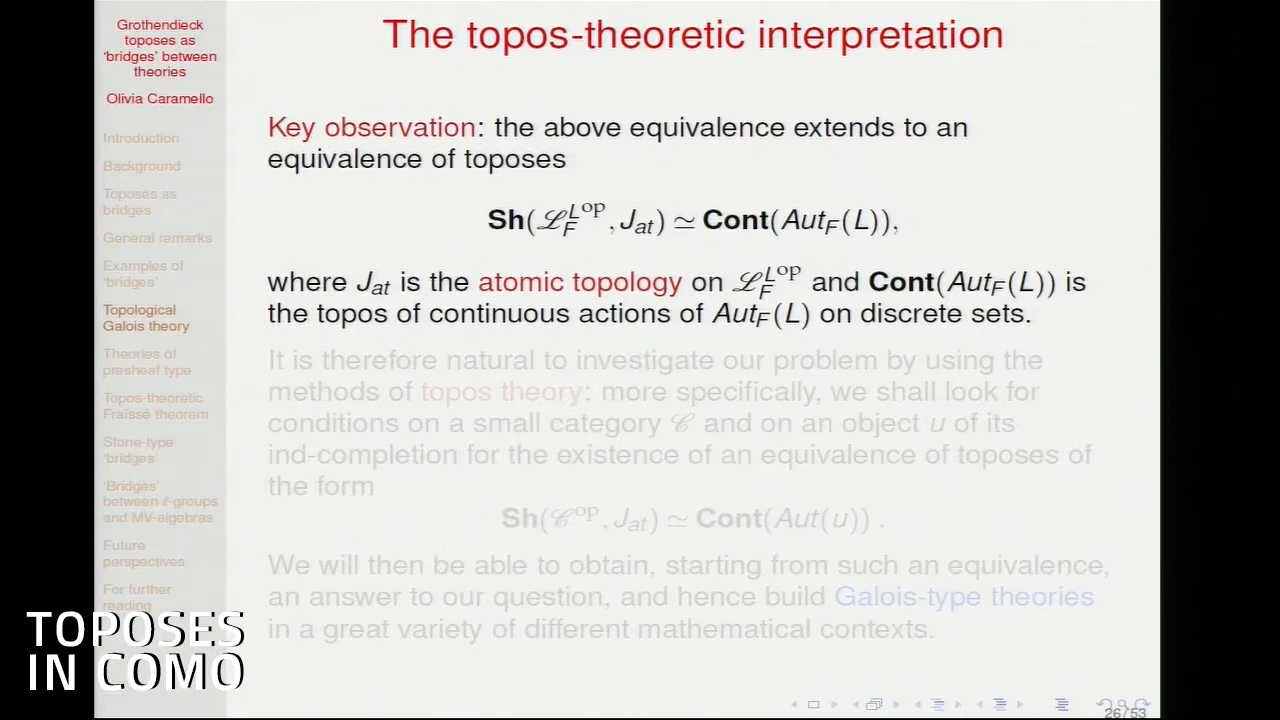 Grothendieck
toposes as
‘bridges’ between
theories
Olivia Caramello
Introduction
Background
Toposes as
bridges
General remarks
Examples of
‘bridges’
Topological
Galois theory
Theories of
presheaf type
Topos-theoretic
Fraïssé theorem
Stone-type
‘bridges’
‘Bridges’
between ℓ-groups
and MV-algebras
Future
perspectives
For further
reading
TOPOSES
IN COMO
The topos-theoretic interpretation
Key observation: the above equivalence extends to an
equivalence of toposes
Sh(ℒ_F^L^op, J_at) ≃ Cont(Aut_F(L)),
where J_at is the atomic topology on ℒ_F^L^op and Cont(Aut_F(L)) is
the topos of continuous actions of Aut_F(L) on discrete sets.
It is therefore natural to investigate our problem by using the
methods of topos theory: more specifically, we shall look for
conditions on a small category 𝒞 and on an object u of its
ind-completion for the existence of an equivalence of toposes of
the form
Sh(𝒞^op, J_at) ≃ Cont(Aut(u)) .
We will then be able to obtain, starting from such an equivalence,
an answer to our question, and hence build Galois-type theories
in a great variety of different mathematical contexts.
26/53